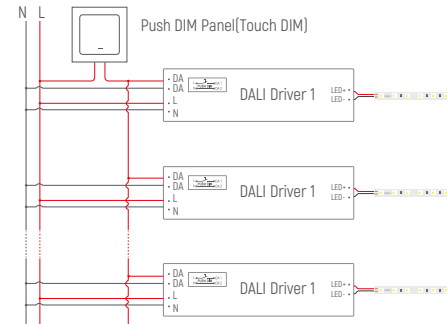 N L
Push DIM Panel(Touch DIM)
· DA
· DA
· L
· N
DALI Driver 1
LED+ ·
LED- ·
· DA
· DA
· L
· N
DALI Driver 1
LED+ ·
LED- ·
· DA
· DA
· L
· N
DALI Driver 1
LED+ ·
LED- ·